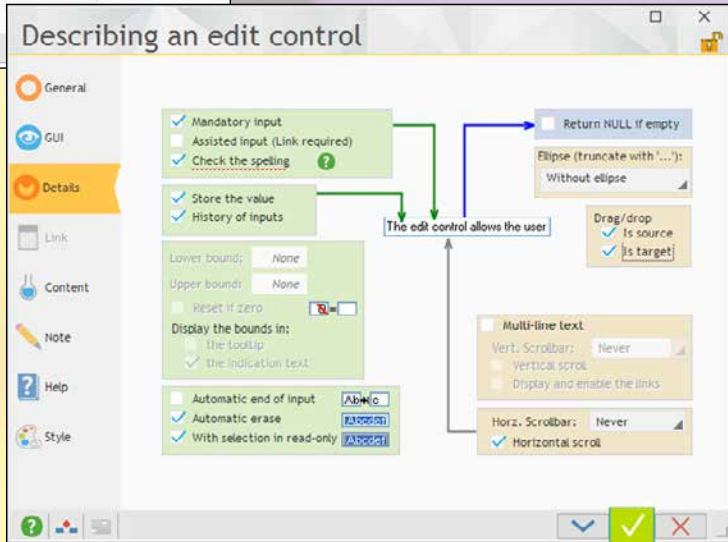 Describing an edit control
General
GUI
Details
Link
Content
Note
Help
Style
Mandatory input
Assisted input (Link required)
Check the spelling
Store the value
History of inputs
Lower bound: None
Upper bound: None
Reset if zero
Display the bounds in:
the tooltip
the indication text
Automatic end of input
Automatic erase
With selection in read-only
The edit control allows the user
Return NULL if empty
Ellipse (truncate with '...'):
Without ellipse
Drag/drop
Is source
Is target
Multi-line text
Vert. Scrollbar: Never
Vertical scroll
Display and enable the links
Horz. Scrollbar: Never
Horizontal scroll